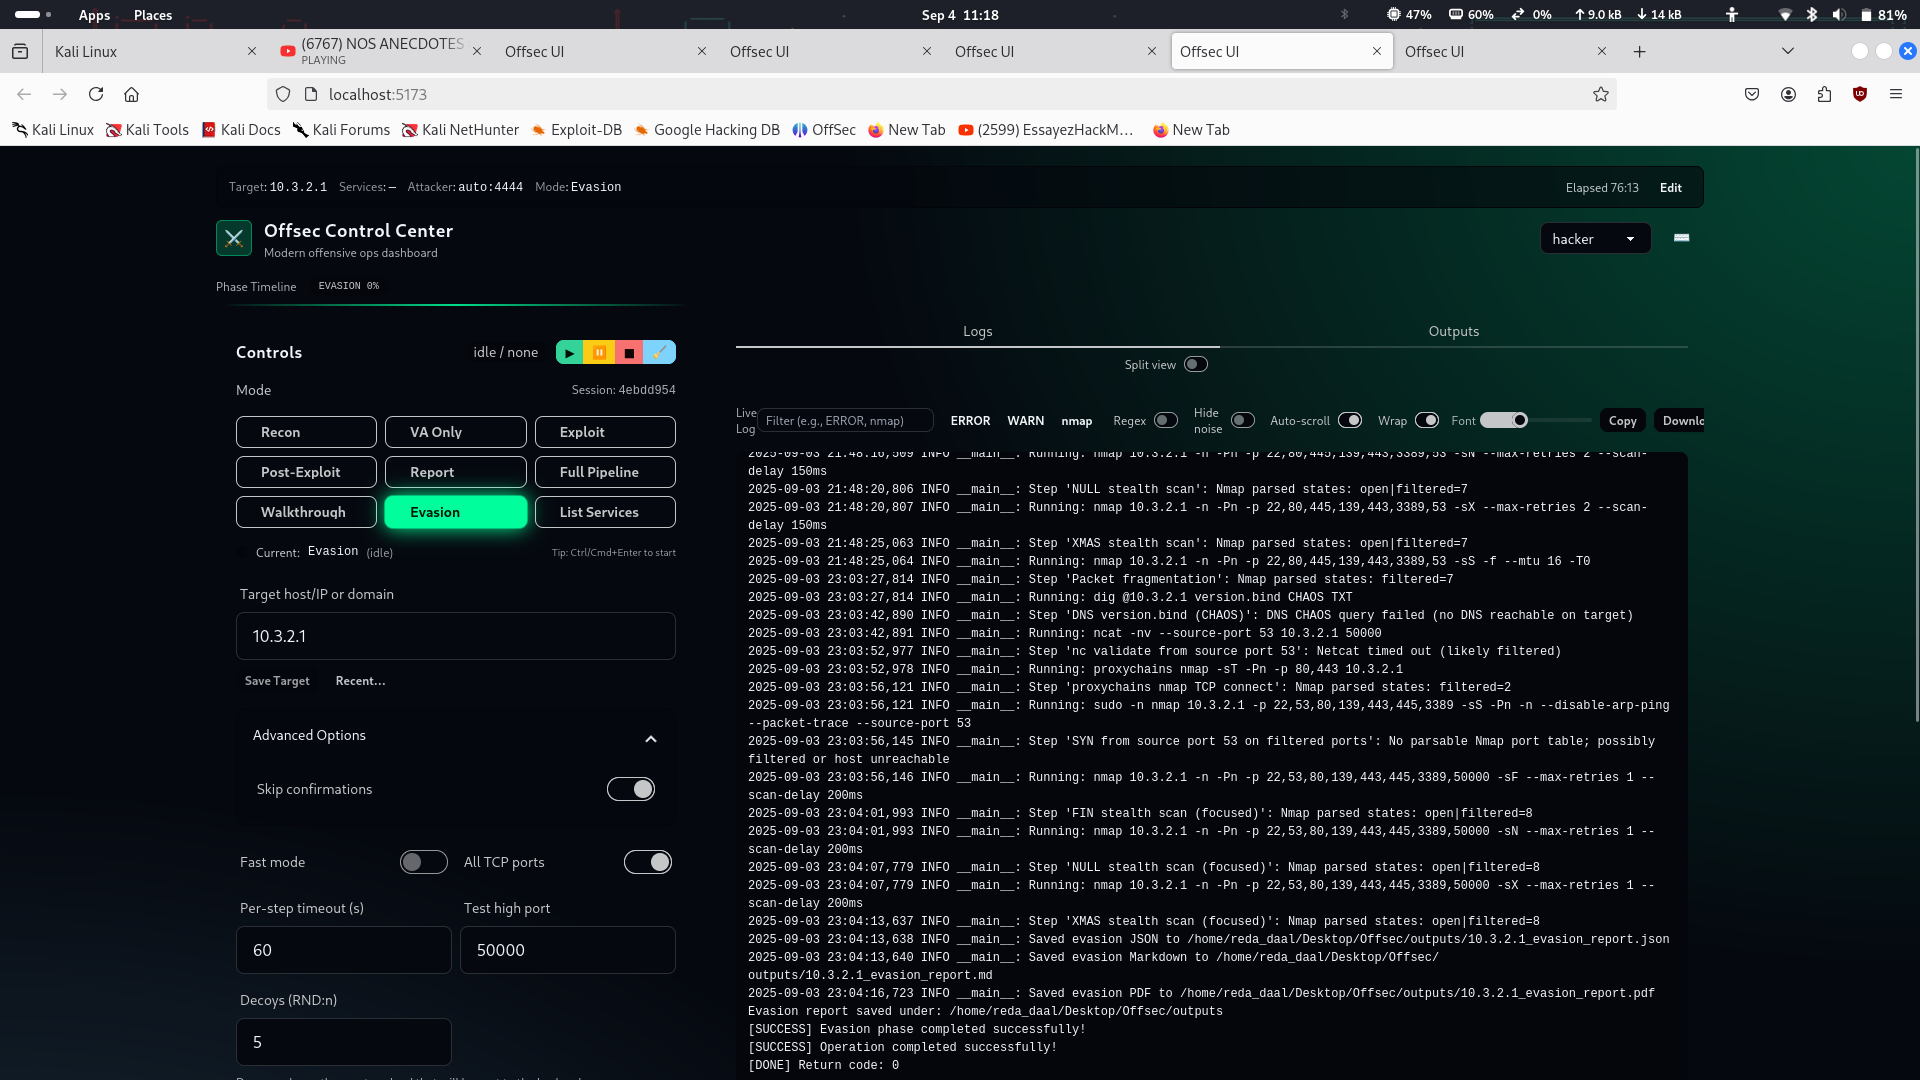 Apps Places Sep 4 11:18 47% 60% 0% 9.0 kB 14 kB 81%
Kali Linux (6767) NOS ANECDOTES Offsec UI Offsec UI Offsec UI Offsec UI Offsec UI
PLAYING
localhost:5173
Kali Linux Kali Tools Kali Docs Kali Forums Kali NetHunter Exploit-DB Google Hacking DB OffSec New Tab (2599) EssayezHackM… New Tab
Target: 10.3.2.1 Services: — Attacker: auto:4444 Mode: Evasion Elapsed 76:13 Edit
Offsec Control Center
Modern offensive ops dashboard
hacker
Phase Timeline EVASION 0%
Controls idle / none
Mode Session: 4ebdd954
Recon VA Only Exploit
Post-Exploit Report Full Pipeline
Walkthrough Evasion List Services
Current: Evasion (idle) Tip: Ctrl/Cmd+Enter to start
Target host/IP or domain
10.3.2.1
Save Target Recent...
Advanced Options
Skip confirmations
Fast mode All TCP ports
Per-step timeout (s) Test high port
60 50000
Decoys (RND:n)
5
Logs Outputs
Split view
Live Log Filter (e.g., ERROR, nmap) ERROR WARN nmap Regex Hide noise Auto-scroll Wrap Font Copy Downlo
2025-09-03 21:48:16,509 INFO __main__: Running: nmap 10.3.2.1 -n -Pn -p 22,80,445,139,443,3389,53 -sN --max-retries 2 --scan-
delay 150ms
2025-09-03 21:48:20,806 INFO __main__: Step 'NULL stealth scan': Nmap parsed states: open|filtered=7
2025-09-03 21:48:20,807 INFO __main__: Running: nmap 10.3.2.1 -n -Pn -p 22,80,445,139,443,3389,53 -sX --max-retries 2 --scan-
delay 150ms
2025-09-03 21:48:25,063 INFO __main__: Step 'XMAS stealth scan': Nmap parsed states: open|filtered=7
2025-09-03 21:48:25,064 INFO __main__: Running: nmap 10.3.2.1 -n -Pn -p 22,80,445,139,443,3389,53 -sS -f --mtu 16 -T0
2025-09-03 23:03:27,814 INFO __main__: Step 'Packet fragmentation': Nmap parsed states: filtered=7
2025-09-03 23:03:27,814 INFO __main__: Running: dig @10.3.2.1 version.bind CHAOS TXT
2025-09-03 23:03:42,890 INFO __main__: Step 'DNS version.bind (CHAOS)': DNS CHAOS query failed (no DNS reachable on target)
2025-09-03 23:03:42,891 INFO __main__: Running: ncat -nv --source-port 53 10.3.2.1 50000
2025-09-03 23:03:52,977 INFO __main__: Step 'nc validate from source port 53': Netcat timed out (likely filtered)
2025-09-03 23:03:52,978 INFO __main__: Running: proxychains nmap -sT -Pn -p 80,443 10.3.2.1
2025-09-03 23:03:56,121 INFO __main__: Step 'proxychains nmap TCP connect': Nmap parsed states: filtered=2
2025-09-03 23:03:56,121 INFO __main__: Running: sudo -n nmap 10.3.2.1 -p 22,53,80,139,443,445,3389 -sS -Pn -n --disable-arp-ping
--packet-trace --source-port 53
2025-09-03 23:03:56,145 INFO __main__: Step 'SYN from source port 53 on filtered ports': No parsable Nmap port table; possibly
filtered or host unreachable
2025-09-03 23:03:56,146 INFO __main__: Running: nmap 10.3.2.1 -n -Pn -p 22,53,80,139,443,445,3389,50000 -sF --max-retries 1 --
scan-delay 200ms
2025-09-03 23:04:01,993 INFO __main__: Step 'FIN stealth scan (focused)': Nmap parsed states: open|filtered=8
2025-09-03 23:04:01,993 INFO __main__: Running: nmap 10.3.2.1 -n -Pn -p 22,53,80,139,443,445,3389,50000 -sN --max-retries 1 --
scan-delay 200ms
2025-09-03 23:04:07,779 INFO __main__: Step 'NULL stealth scan (focused)': Nmap parsed states: open|filtered=8
2025-09-03 23:04:07,779 INFO __main__: Running: nmap 10.3.2.1 -n -Pn -p 22,53,80,139,443,445,3389,50000 -sX --max-retries 1 --
scan-delay 200ms
2025-09-03 23:04:13,637 INFO __main__: Step 'XMAS stealth scan (focused)': Nmap parsed states: open|filtered=8
2025-09-03 23:04:13,638 INFO __main__: Saved evasion JSON to /home/reda_daal/Desktop/Offsec/outputs/10.3.2.1_evasion_report.json
2025-09-03 23:04:13,640 INFO __main__: Saved evasion Markdown to /home/reda_daal/Desktop/Offsec/
outputs/10.3.2.1_evasion_report.md
2025-09-03 23:04:16,723 INFO __main__: Saved evasion PDF to /home/reda_daal/Desktop/Offsec/outputs/10.3.2.1_evasion_report.pdf
Evasion report saved under: /home/reda_daal/Desktop/Offsec/outputs
[SUCCESS] Evasion phase completed successfully!
[SUCCESS] Operation completed successfully!
[DONE] Return code: 0